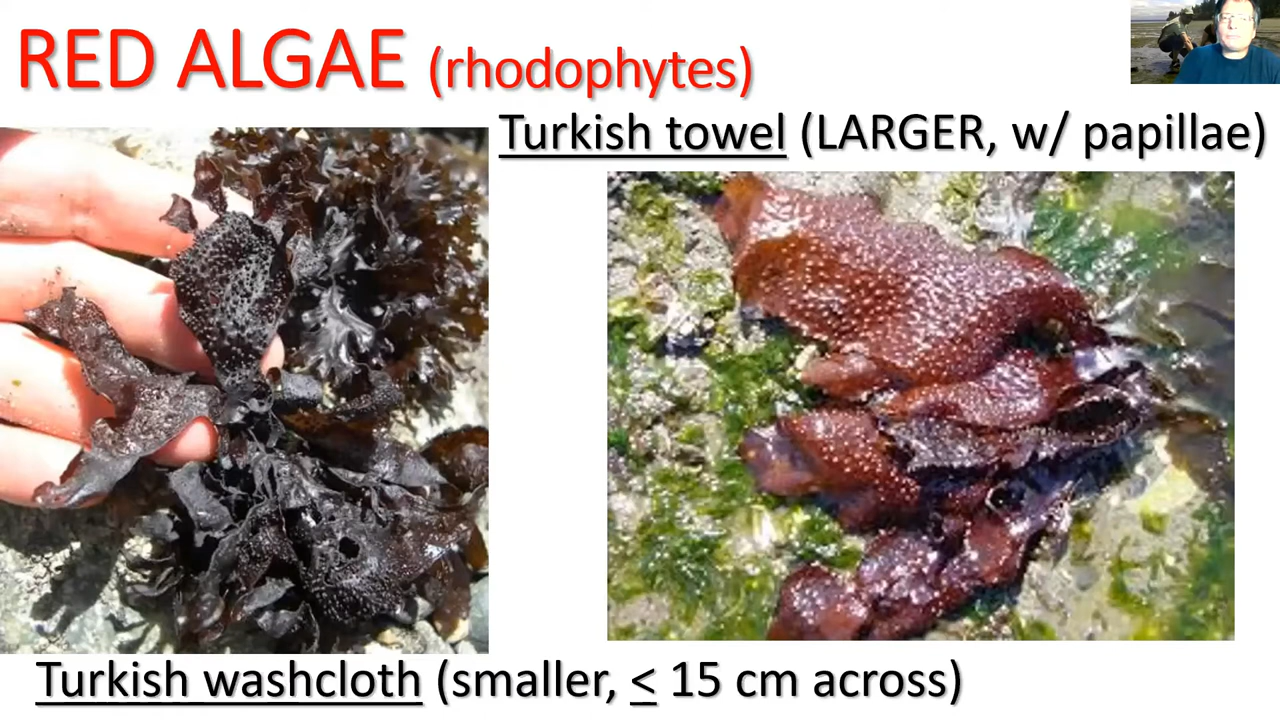 RED ALGAE (rhodophytes)
Turkish towel (LARGER, w/ papillae)
Turkish washcloth (smaller, < 15 cm across)